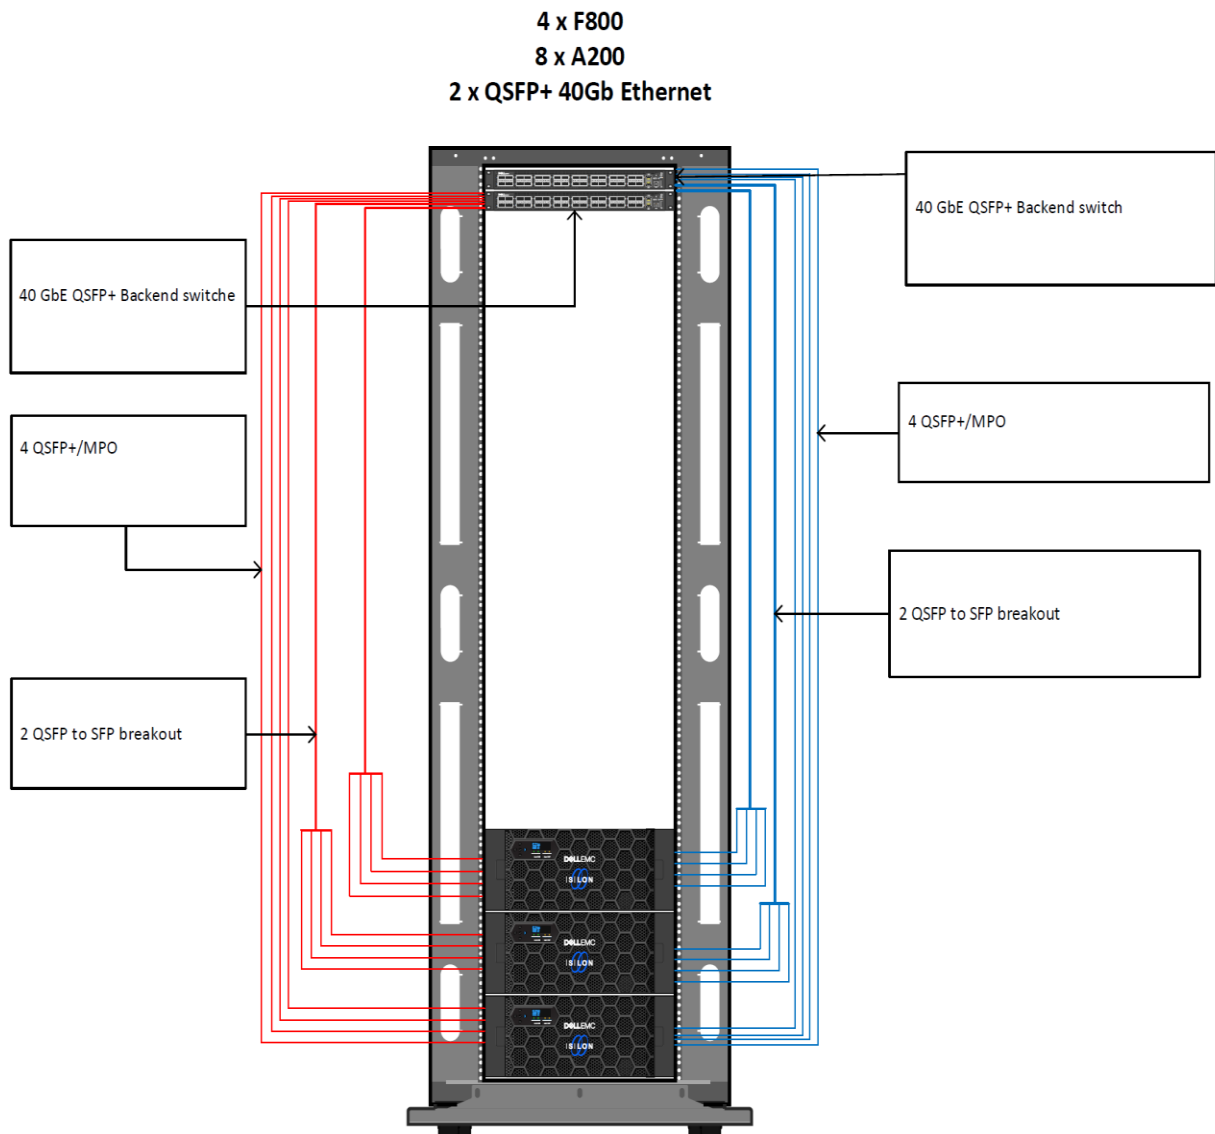 4 x F800
8 x A200
2 x QSFP+ 40Gb Ethernet
40 GbE QSFP+ Backend switch
40 GbE QSFP+ Backend switche
4 QSFP+/MPO
4 QSFP+/MPO
2 QSFP to SFP breakout
2 QSFP to SFP breakout
DELLEMC
ISILON
DELLEMC
ISILON
DELLEMC
ISILON